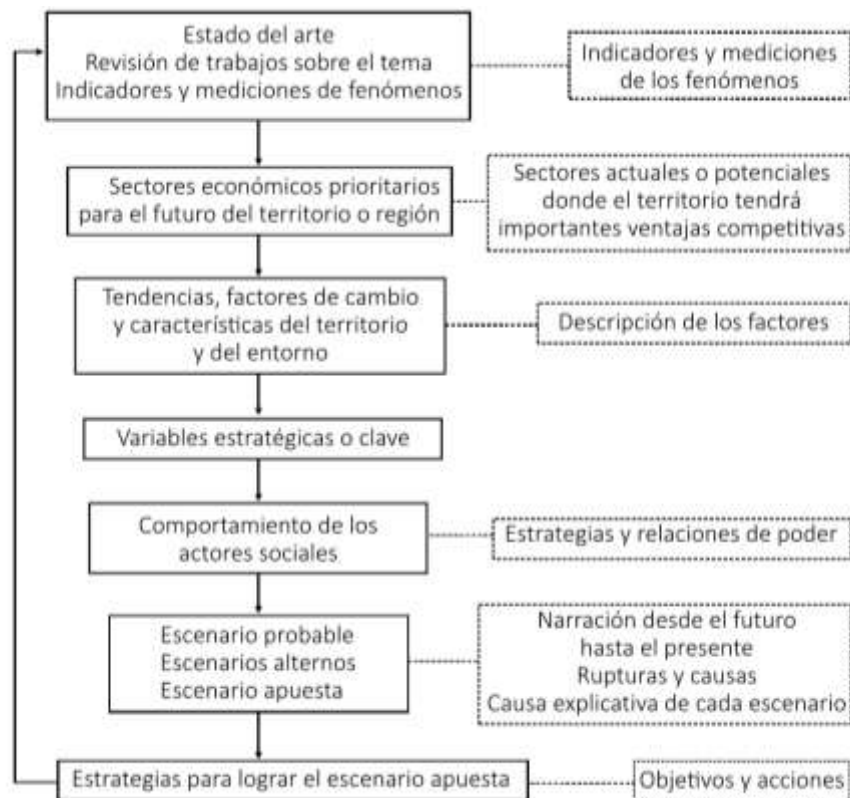 Estado del arte
Revisión de trabajos sobre el tema
Indicadores y mediciones de fenómenos
Indicadores y mediciones
de los fenómenos
Sectores económicos prioritarios
para el futuro del territorio o región
Sectores actuales o potenciales
donde el territorio tendrá
importantes ventajas competitivas
Tendencias, factores de cambio
y características del territorio
y del entorno
Descripción de los factores
Variables estratégicas o clave
Comportamiento de los
actores sociales
Estrategias y relaciones de poder
Escenario probable
Escenarios alternos
Escenario apuesta
Narración desde el futuro
hasta el presente
Rupturas y causas
Causa explicativa de cada escenario
Estrategias para lograr el escenario apuesta
Objetivos y acciones